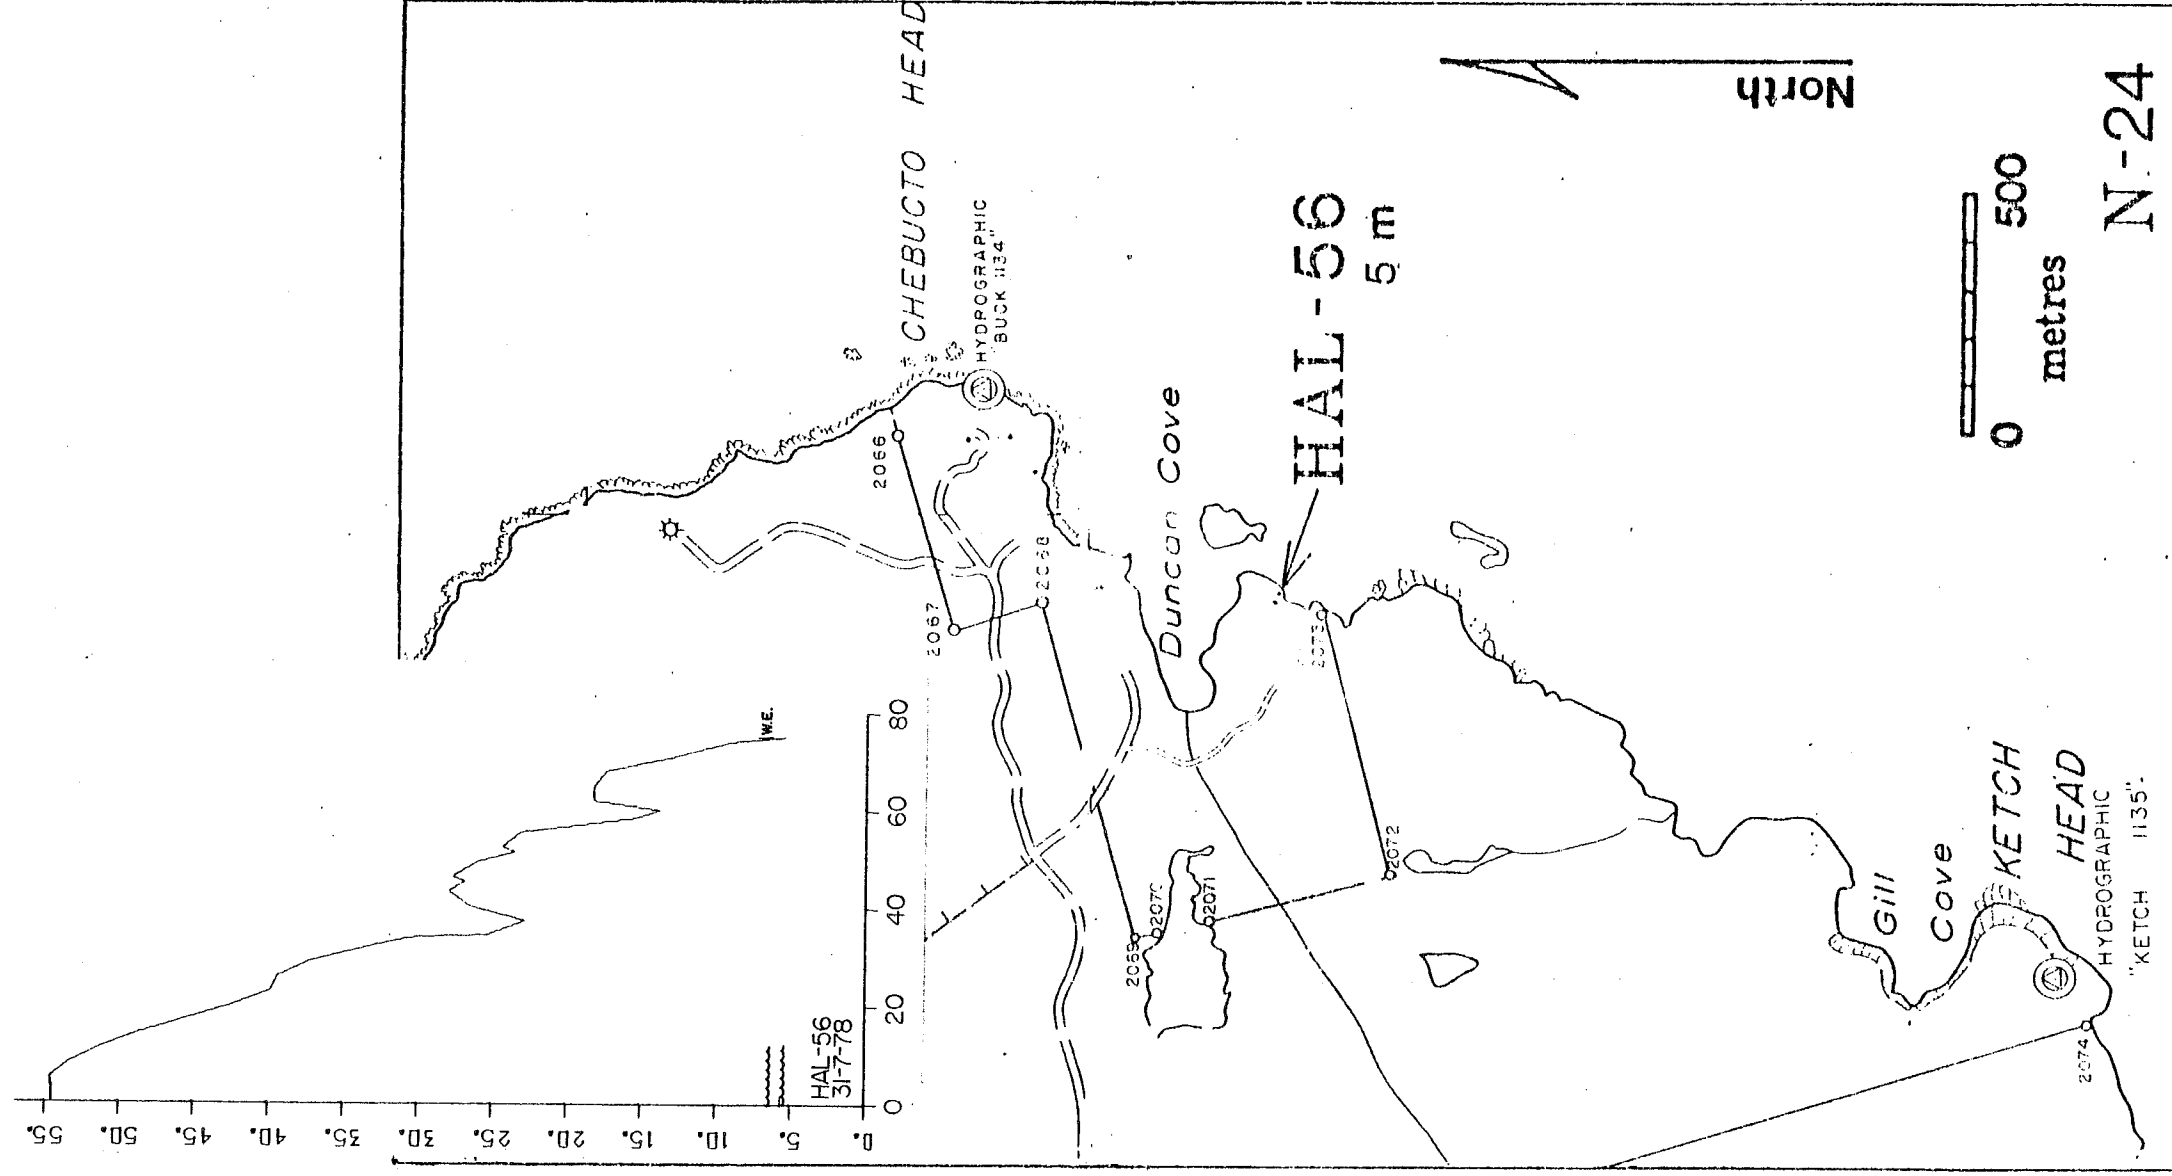 CHEBUCTO HEAD
HYDROGRAPHIC
BUCK 1134"
North
N-24
0 500
metres
HAL-56
5 m
Duncan Cove
2066
2067
2068
2069
2070
2071
2072
2073
2074
Gill
Cove
KETCH
HEAD
HYDROGRAPHIC
"KETCH 1135"
W.E.
HAL-56
31-7-78
0 20 40 60 80
55. 50. 45. 40. 35. 30. 25. 20. 15. 10. 5. 0.